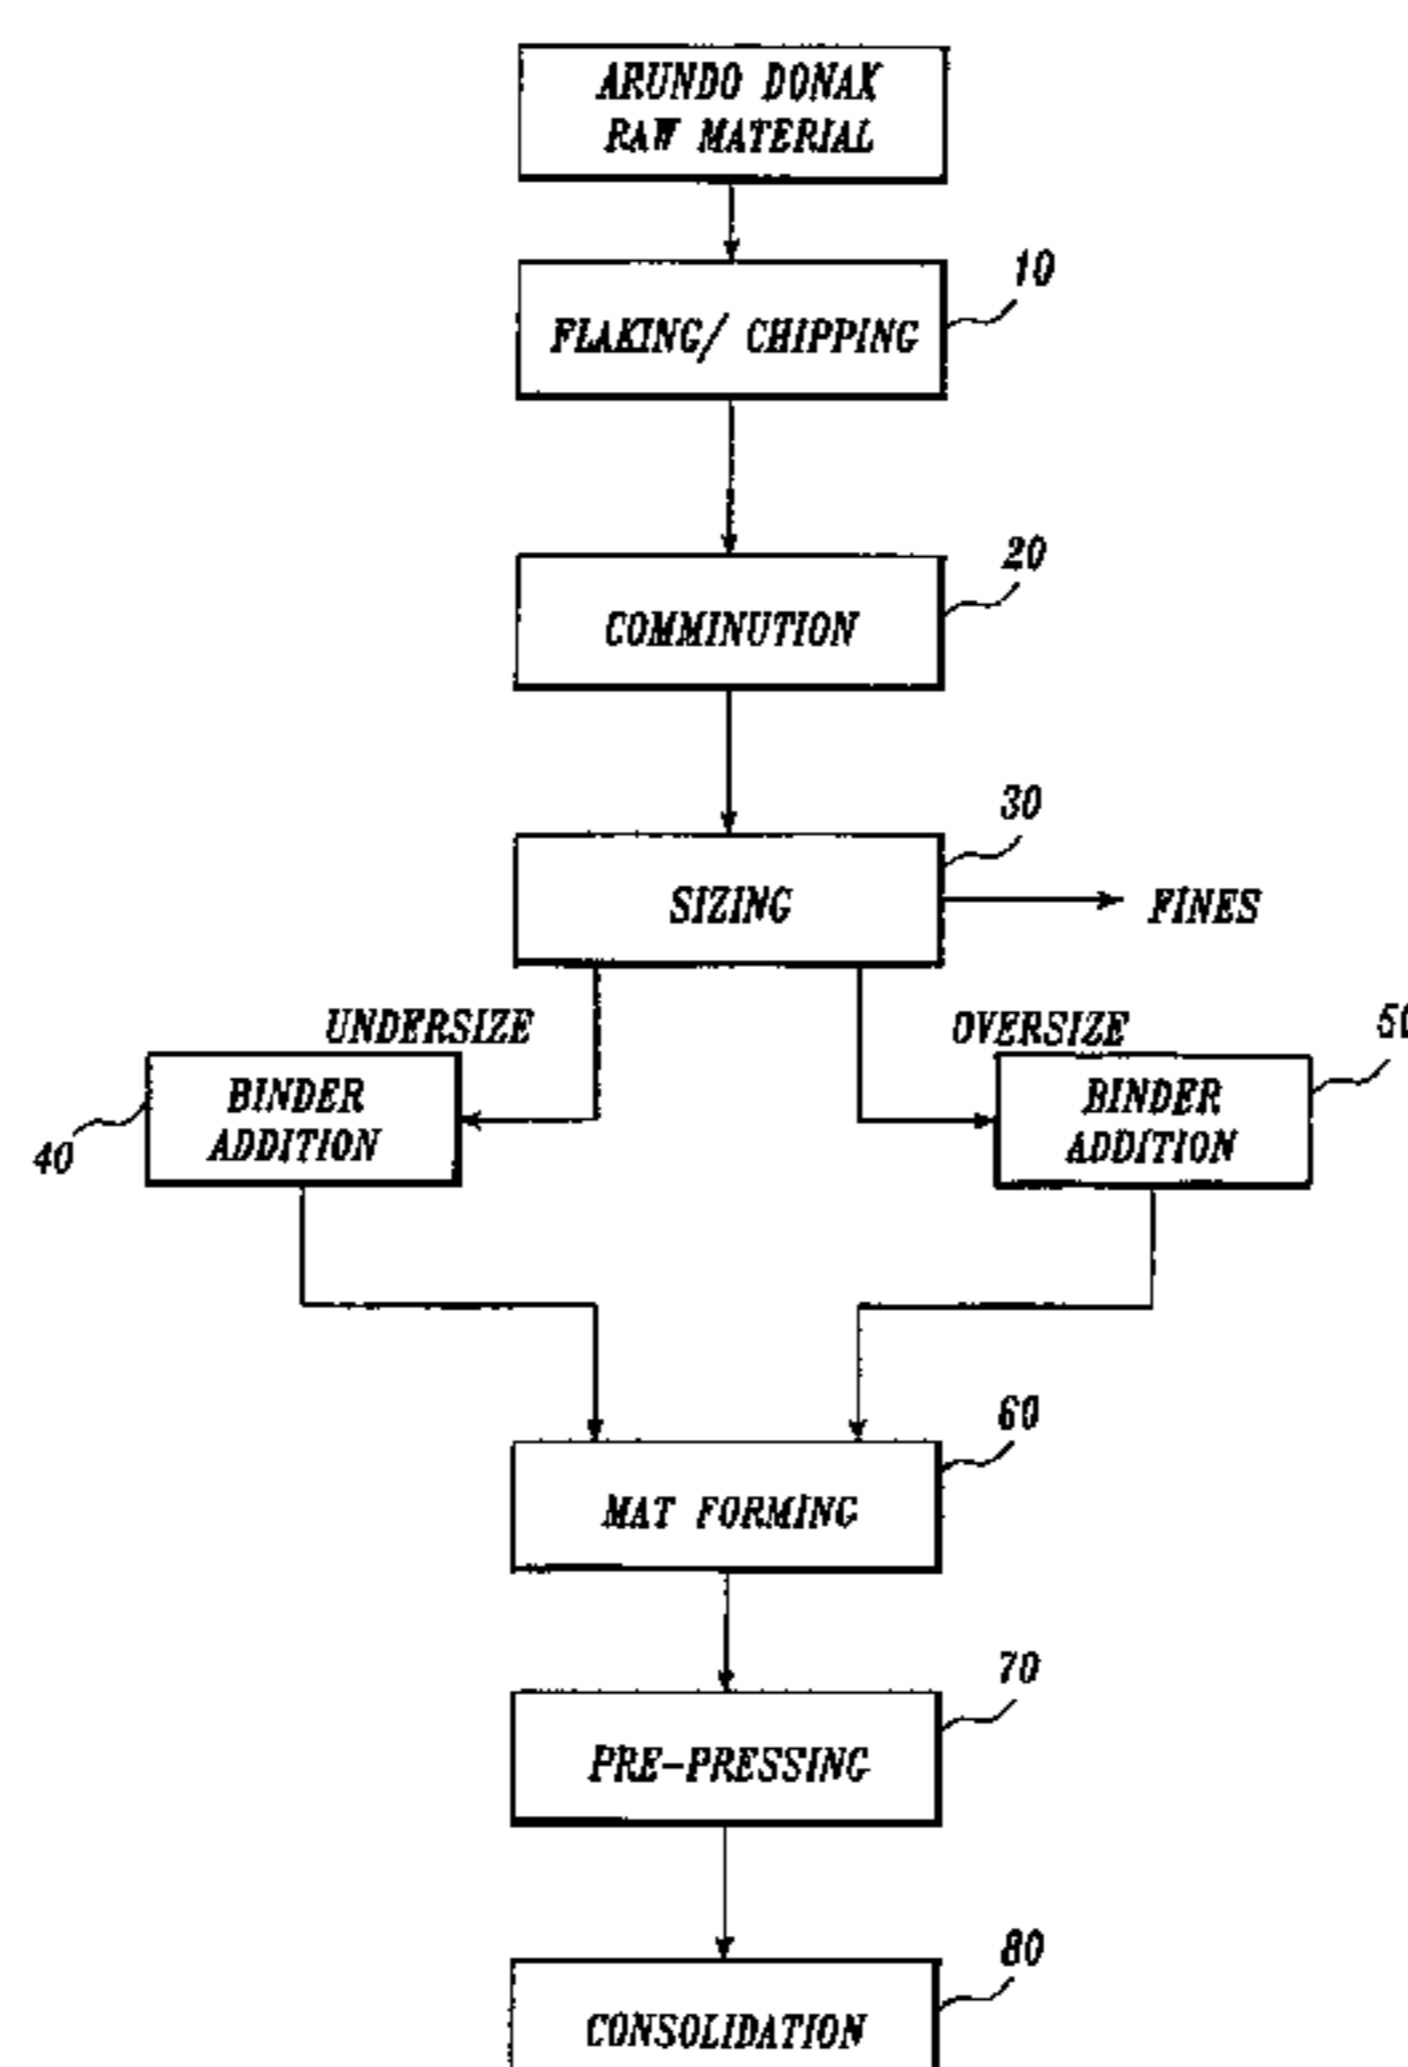 ARUNDO DONAX
RAW MATERIAL
10
FLAKING/ CHIPPING
20
COMMINUTION
30
SIZING
FINES
UNDERSIZE
OVERSIZE
50
BINDER
ADDITION
40
BINDER
ADDITION
60
MAT FORMING
70
PRE-PRESSING
80
CONSOLIDATION